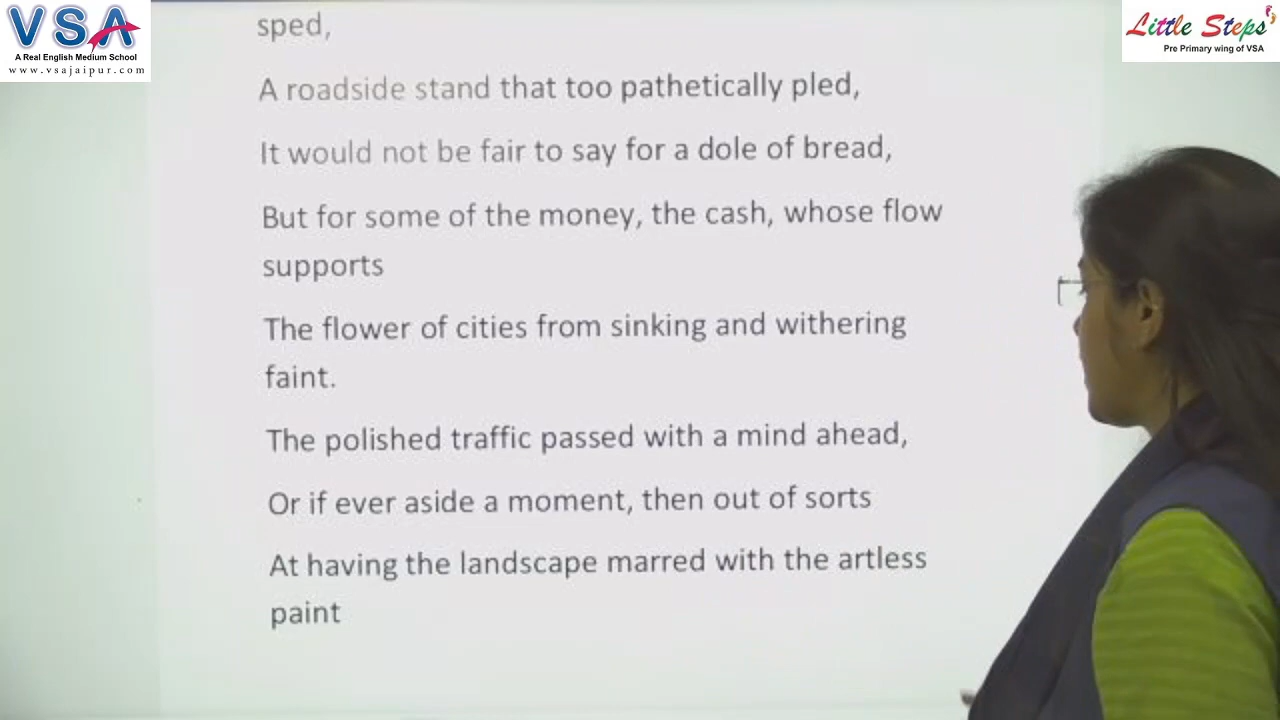 VSA
A Real English Medium School
www.vsajaipur.com
Little Steps
Pre Primary wing of VSA
sped,
A roadside stand that too pathetically pled,
It would not be fair to say for a dole of bread,
But for some of the money, the cash, whose flow
supports
The flower of cities from sinking and withering
faint.
The polished traffic passed with a mind ahead,
Or if ever aside a moment, then out of sorts
At having the landscape marred with the artless
paint